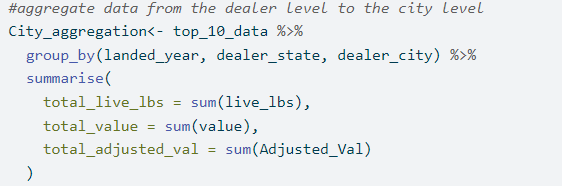 #aggregate data from the dealer level to the city level
City_aggregation<- top_10_data %>%
  group_by(landed_year, dealer_state, dealer_city) %>%
  summarise(
    total_live_lbs = sum(live_lbs),
    total_value = sum(value),
    total_adjusted_val = sum(Adjusted_Val)
  )